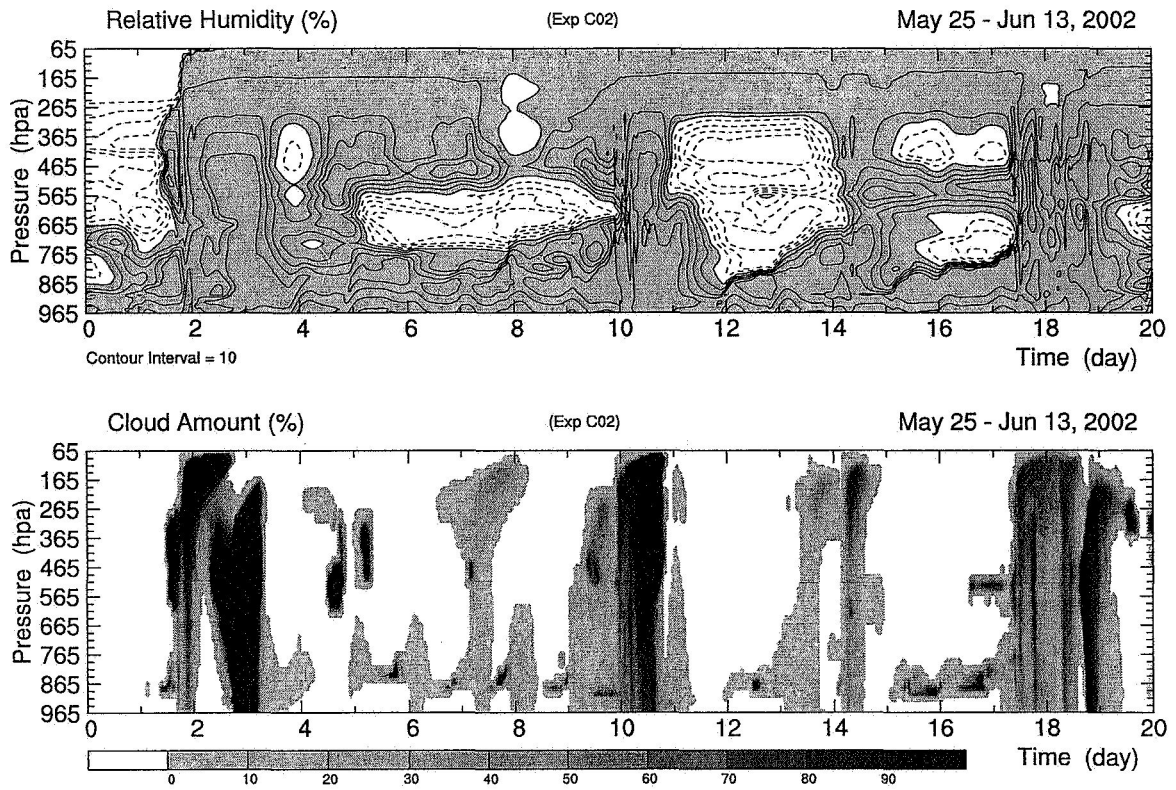 Relative Humidity (%) (Exp C02) May 25 - Jun 13, 2002
Pressure (hpa)
65
165
265
365
465
565
665
765
865
965
0 2 4 6 8 10 12 14 16 18 20
Contour Interval = 10 Time (day)
Cloud Amount (%) (Exp C02) May 25 - Jun 13, 2002
Pressure (hpa)
65
165
265
365
465
565
665
765
865
965
0 2 4 6 8 10 12 14 16 18 20
Time (day)
0 10 20 30 40 50 60 70 80 90